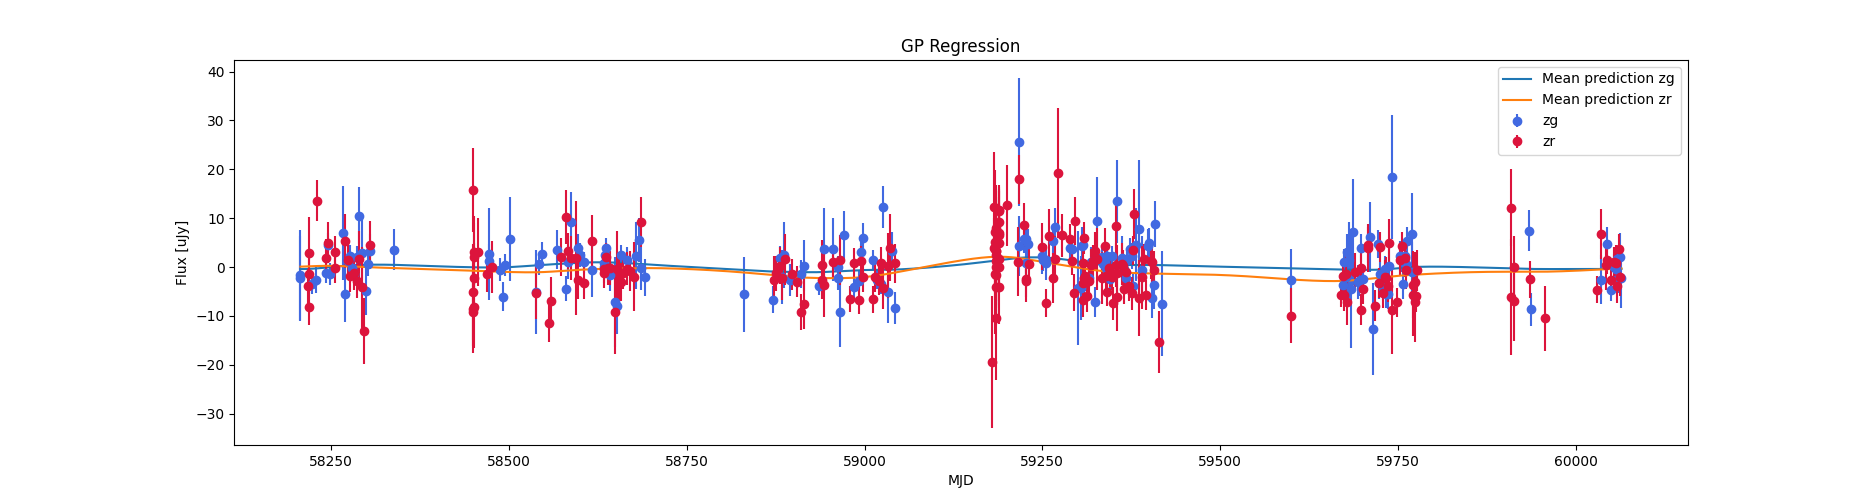 GP Regression
Flux [uJy]
40
30
20
10
0
−10
−20
−30
Mean prediction zg
Mean prediction zr
zg
zr
58250
58500
58750
59000
59250
59500
59750
60000
MJD